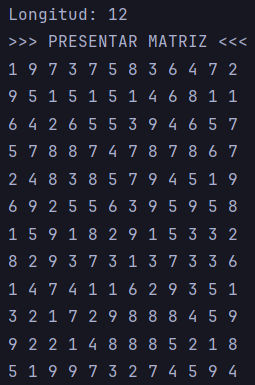 Longitud: 12
>>> PRESENTAR MATRIZ <<<
1 9 7 3 7 5 8 3 6 4 7 2
9 5 1 5 1 5 1 4 6 8 1 1
6 4 2 6 5 5 3 9 4 6 5 7
5 7 8 8 7 4 7 8 7 8 6 7
2 4 8 3 8 5 7 9 4 5 1 9
6 9 2 5 5 6 3 9 5 9 5 8
1 5 9 1 8 2 9 1 5 3 3 2
8 2 9 3 7 3 1 3 7 3 3 6
1 4 7 4 1 1 6 2 9 3 5 1
3 2 1 7 2 9 8 8 8 4 5 9
9 2 2 1 4 8 8 8 5 2 1 8
5 1 9 9 7 3 2 7 4 5 9 4